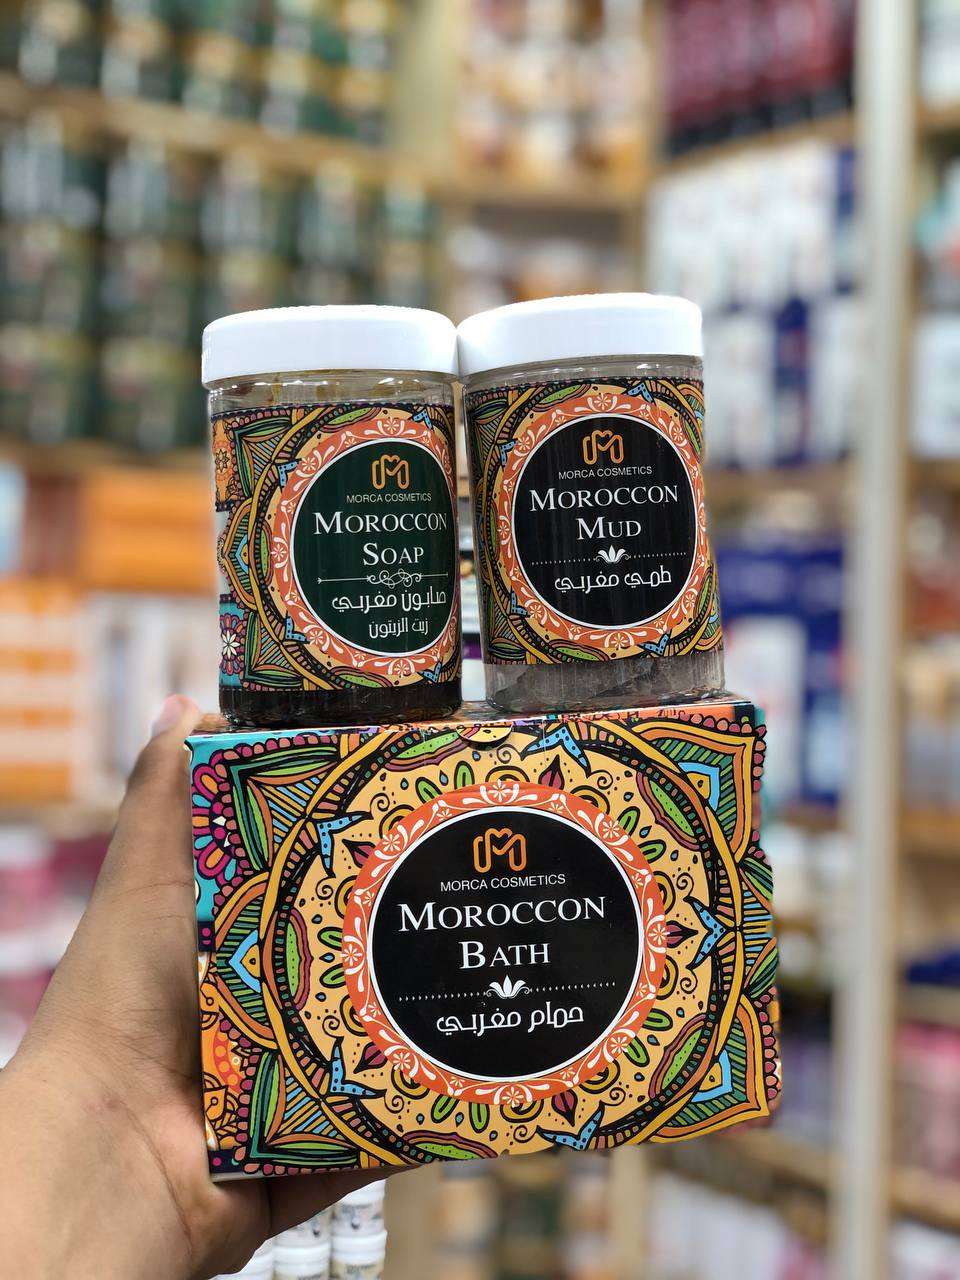 MORCA COSMETICS
MOROCCON
SOAP
صابون مغربي
زيت الزيتون
MORCA COSMETICS
MOROCCON
MUD
طمي مغربي
MORCA COSMETICS
MOROCCON
BATH
حمام مغربي